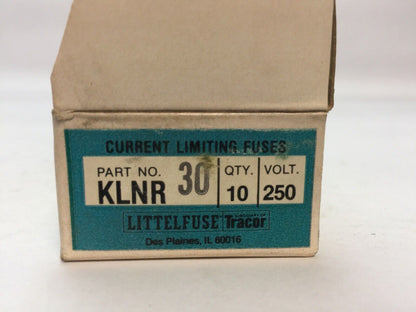 CURRENT LIMITING FUSES
PART NO. KLNR 30 QTY. 10 VOLT. 250
LITTELFUSE Tracor
Des Plaines, IL 60016